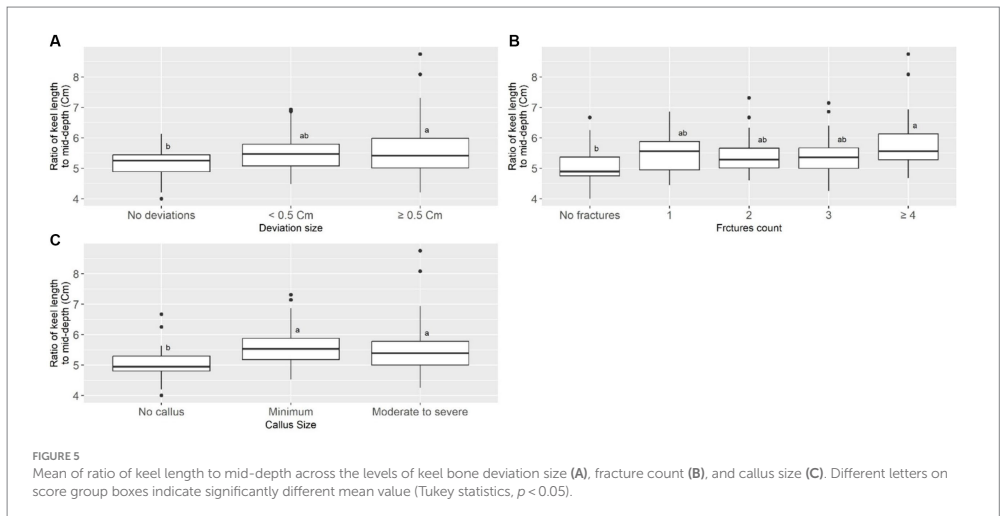 A
Ratio of keel length
to mid-depth (Cm)
8
7
6
5
4
b
ab
a
No deviations
< 0.5 Cm
≥ 0.5 Cm
Deviation size
B
Ratio of keel length
to mid-depth (Cm)
8
7
6
5
4
b
ab
ab
ab
a
No fractures
1
2
3
≥ 4
Frctures count
C
Ratio of keel length
to mid-depth (Cm)
8
7
6
5
4
b
a
a
No callus
Minimum
Moderate to severe
Callus Size
FIGURE 5
Mean of ratio of keel length to mid-depth across the levels of keel bone deviation size (A), fracture count (B), and callus size (C). Different letters on
score group boxes indicate significantly different mean value (Tukey statistics, p < 0.05).